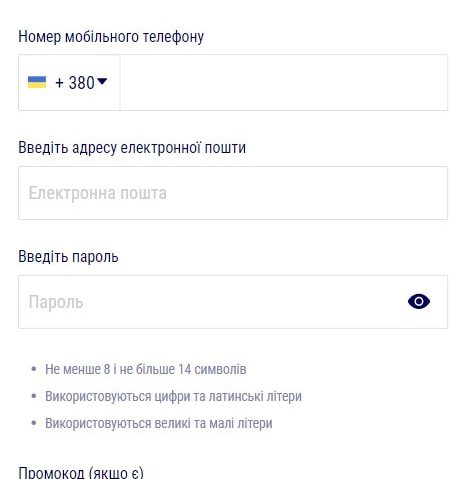 Номер мобільного телефону
+ 380
Введіть адресу електронної пошти
Електронна пошта
Введіть пароль
Пароль
• Не менше 8 і не більше 14 символів
• Використовуються цифри та латинські літери
• Використовуються великі та малі літери
Промокод (якщо є)